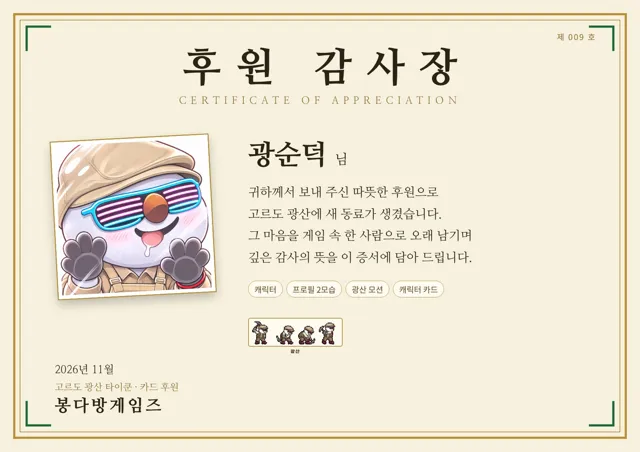 제 009 호
후원 감사장
CERTIFICATE OF APPRECIATION
광순덕 님
귀하께서 보내 주신 따뜻한 후원으로
고르도 광산에 새 동료가 생겼습니다.
그 마음을 게임 속 한 사람으로 오래 남기며
깊은 감사의 뜻을 이 증서에 담아 드립니다.
캐릭터 프로필 2모습 광산 모션 캐릭터 카드
광산
2026년 11월
고르도 광산 타이쿤 · 카드 후원
봉다방게임즈